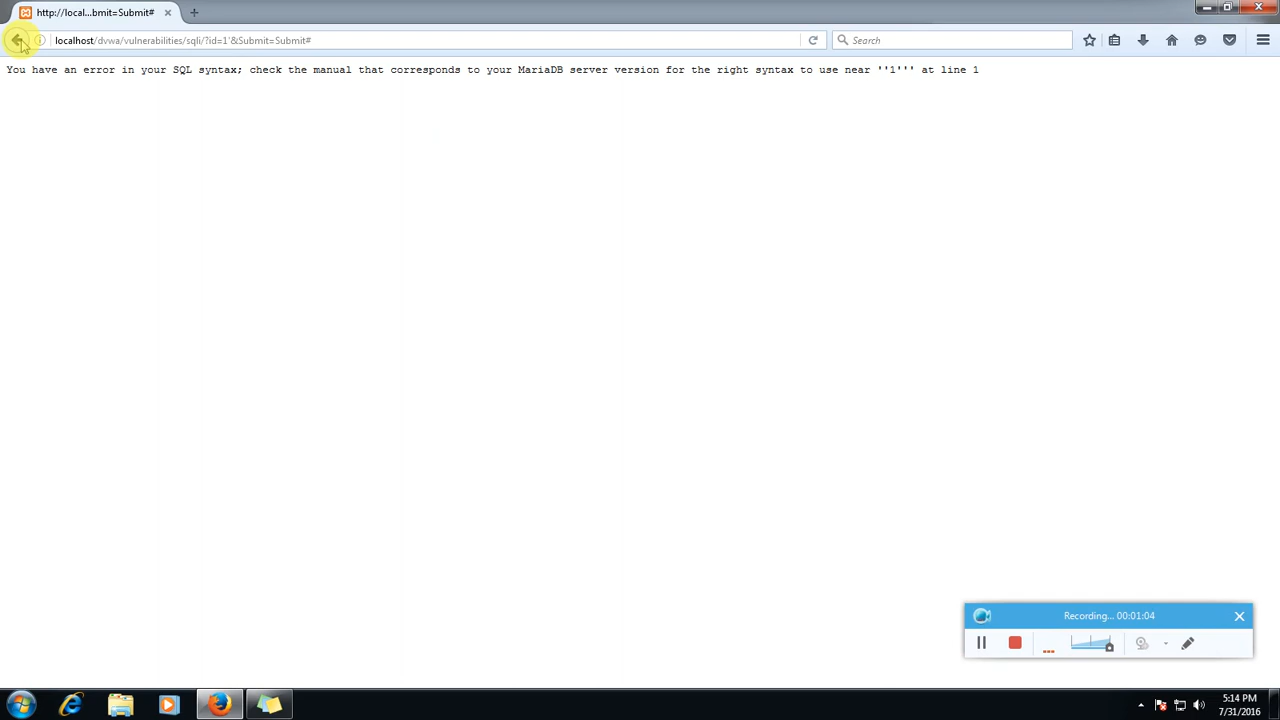 http://local...bmit=Submit#
localhost/dvwa/vulnerabilities/sqli/?id=1'&Submit=Submit#
Search
You have an error in your SQL syntax; check the manual that corresponds to your MariaDB server version for the right syntax to use near ''1''' at line 1
Recording... 00:01:04
5:14 PM
7/31/2016